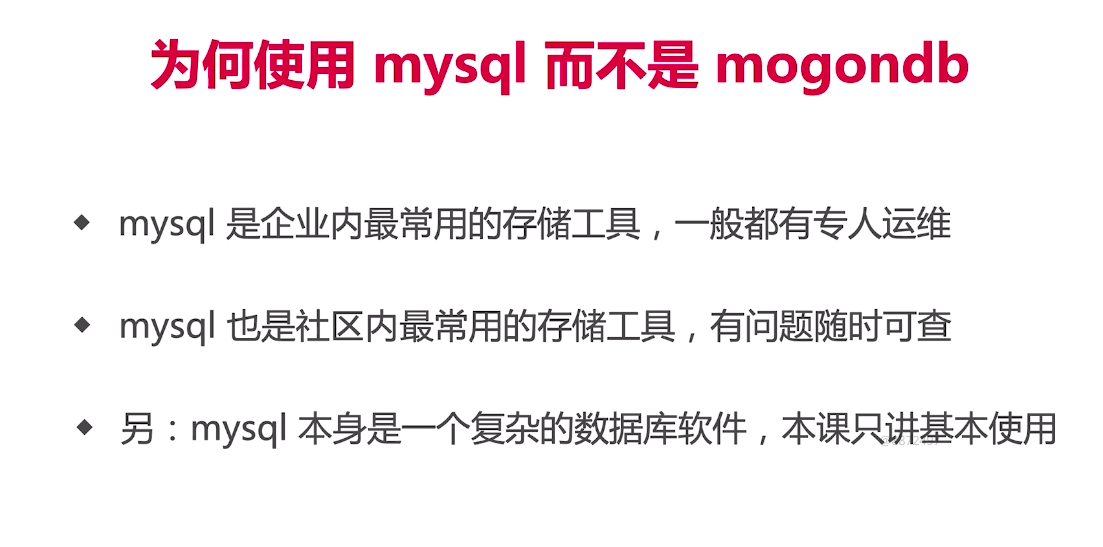 为何使用 mysql 而不是 mogondb
◆ mysql 是企业内最常用的存储工具，一般都有专人运维
◆ mysql 也是社区内最常用的存储工具，有问题随时可查
◆ 另：mysql 本身是一个复杂的数据库软件，本课只讲基本使用